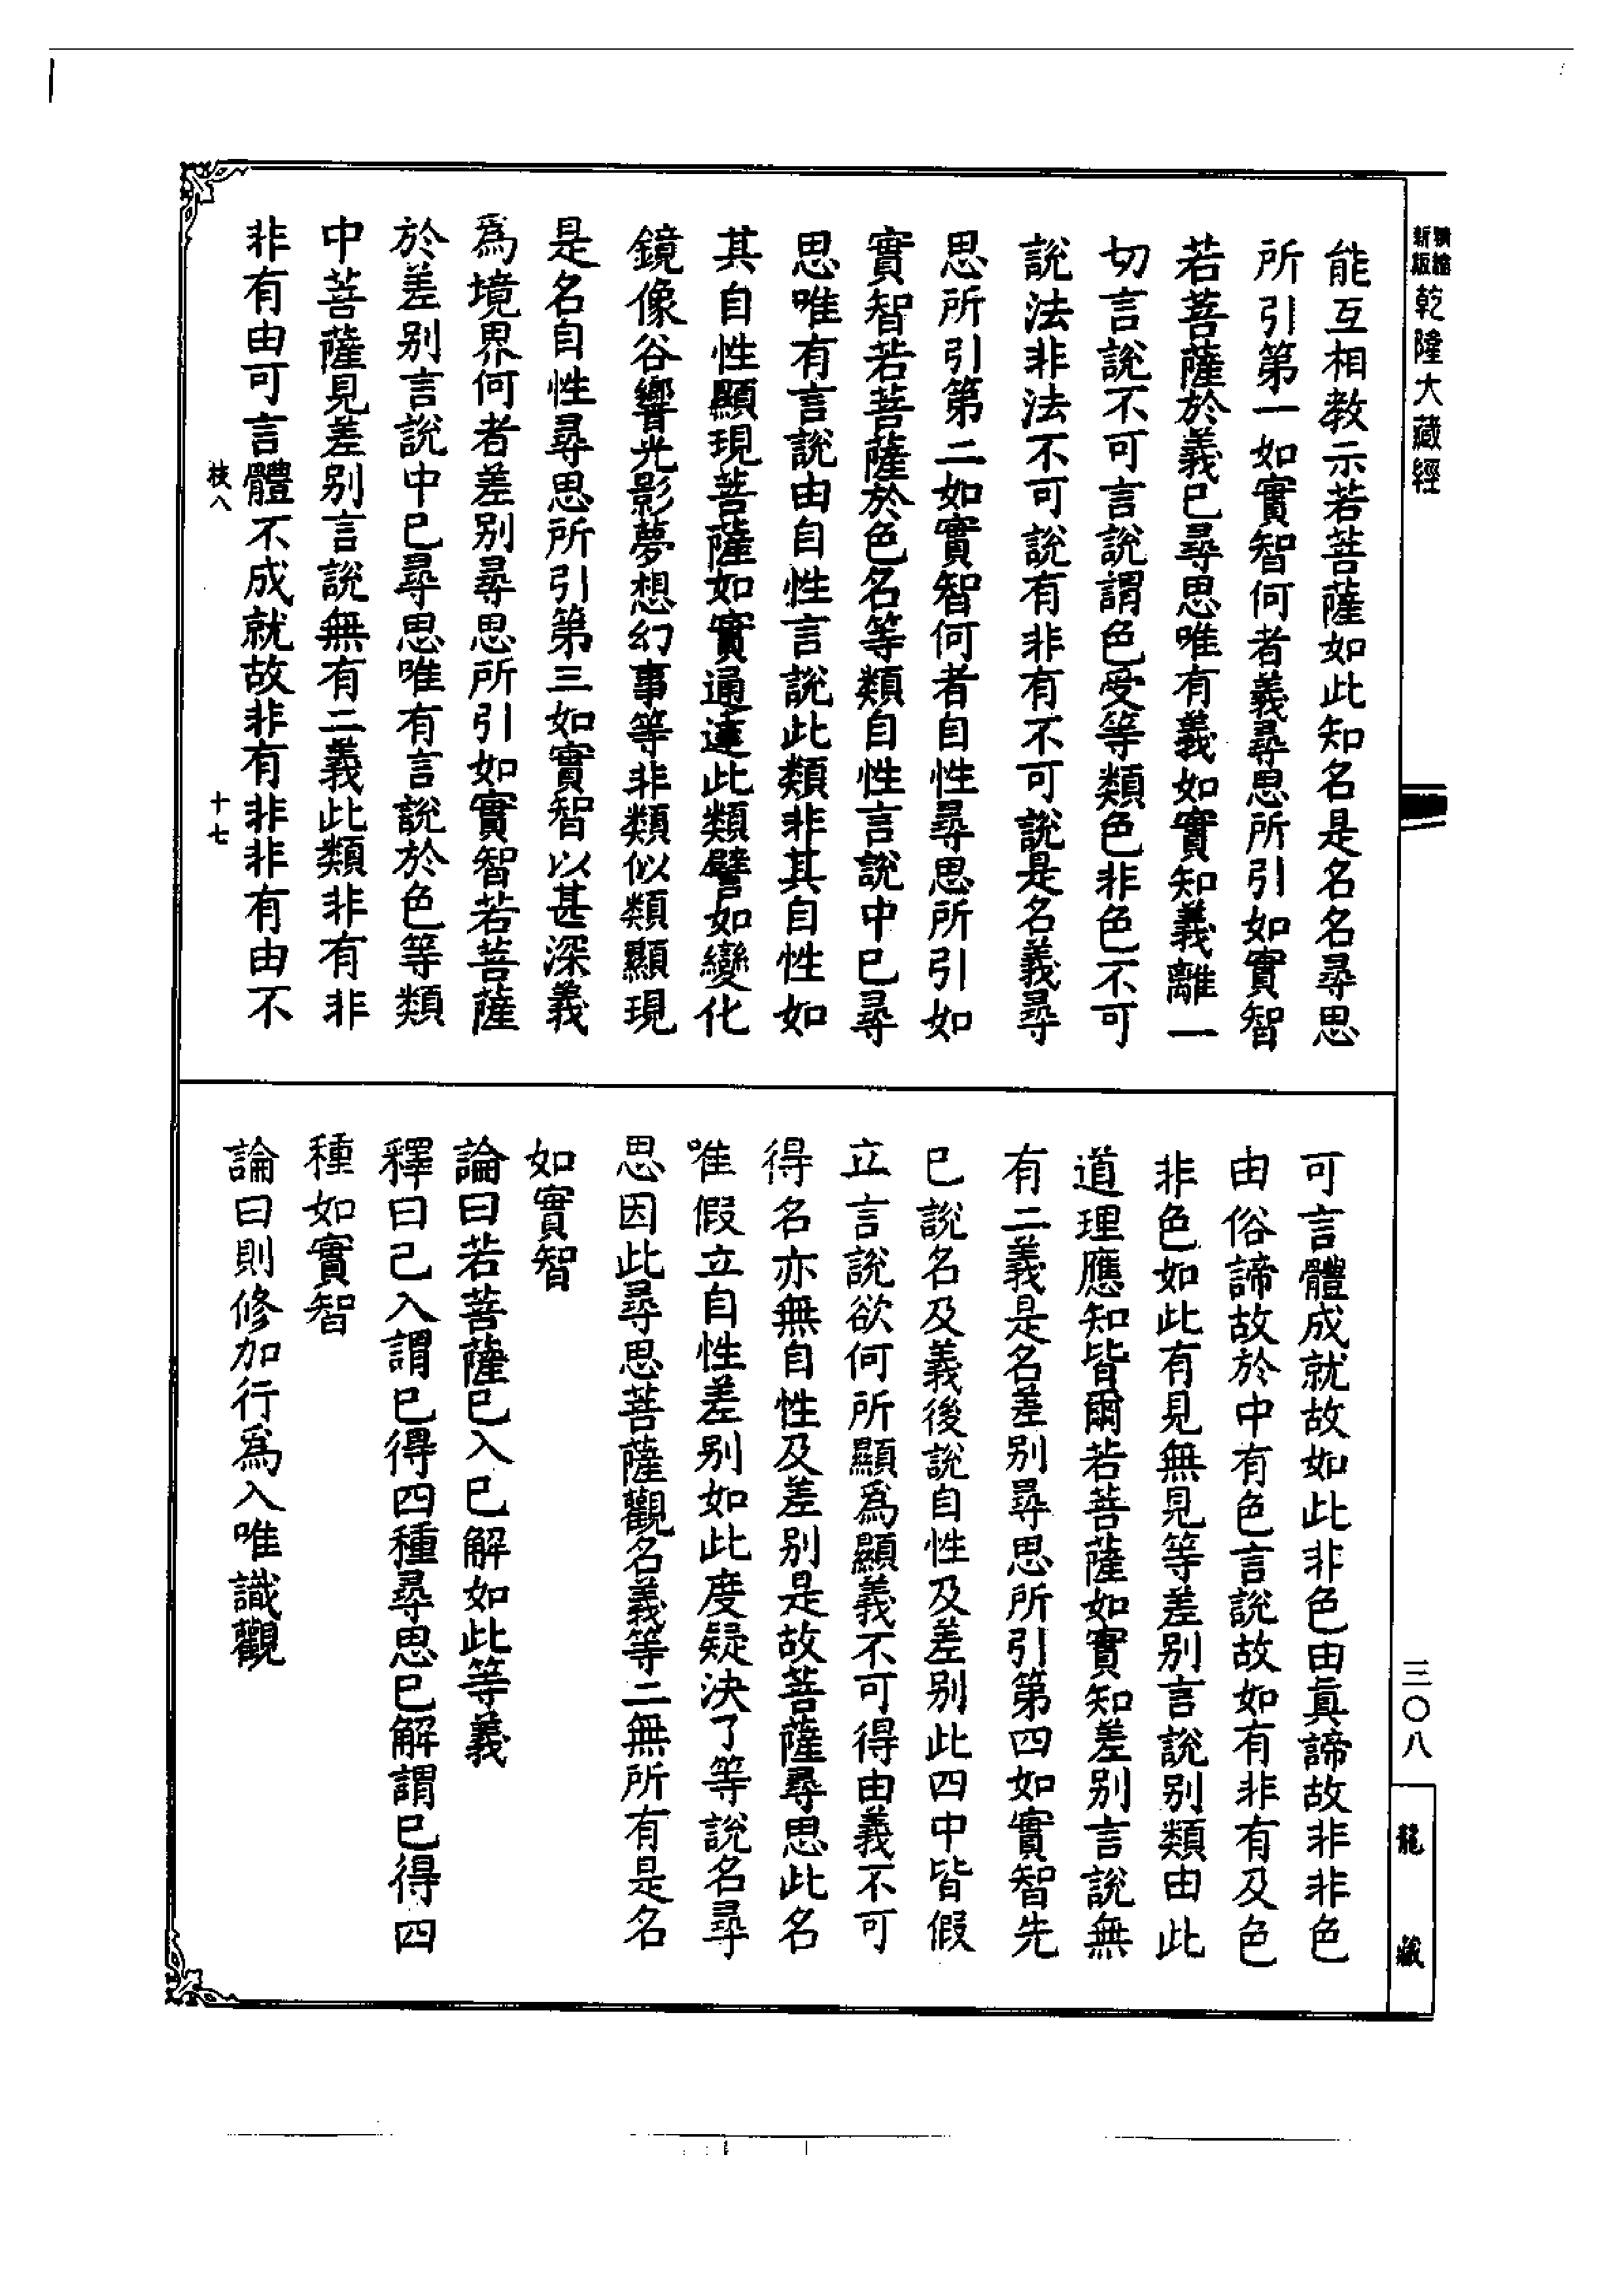 新版精縮乾隆大藏經
能互相教示若菩薩如此知名是名名尋思
所引第一如實智何者義尋思所引如實智
若菩薩於義已尋思唯有義如實知義離一
切言說不可言說謂色受等類色非色不可
說法非法不可說有非有不可說是名義尋
思所引第二如實智何者自性尋思所引如
實智若菩薩於色名等類自性言說中已尋
思唯有言說由自性言說此類非其自性如
其自性顯現菩薩如實通達此類譬如變化
鏡像谷響光影夢想幻事等非類似類顯現
是名自性尋思所引第三如實智以甚深義
為境界何者差别尋思所引如實智若菩薩
於差别言說中已尋思唯有言說於色等類
中菩薩見差别言說無有二義此類非有非
非有由可言體不成就故非有非非有由不
枝八
十七
可言體成就故如此非色由眞諦故非非色
由俗諦故於中有色言說故如有非有及色
非色如此有見無見等差别言說别類由此
道理應知皆爾若菩薩如實知差别言說無
有二義是名差别尋思所引第四如實智先
已說名及義後說自性及差别此四中皆假
立言說欲何所顯為顯義不可得由義不可
得名亦無自性及差别是故菩薩尋思此名
唯假立自性差别如此度疑決了等說名尋
思因此尋思菩薩觀名義等二無所有是名
如實智
論曰若菩薩已入已解如此等義
釋曰已入謂已得四種尋思已解謂已得四
種如實智
論曰則修加行為入唯識觀
三〇八
龍藏